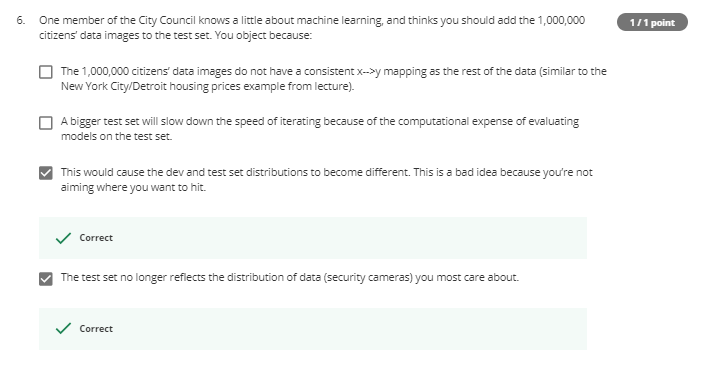 6. One member of the City Council knows a little about machine learning, and thinks you should add the 1,000,000
1 / 1 point
citizens' data images to the test set. You object because:
The 1,000,000 citizens' data images do not have a consistent x-->y mapping as the rest of the data (similar to the
New York City/Detroit housing prices example from lecture).
A bigger test set will slow down the speed of iterating because of the computational expense of evaluating
models on the test set.
This would cause the dev and test set distributions to become different. This is a bad idea because you're not
aiming where you want to hit.
Correct
The test set no longer reflects the distribution of data (security cameras) you most care about.
Correct